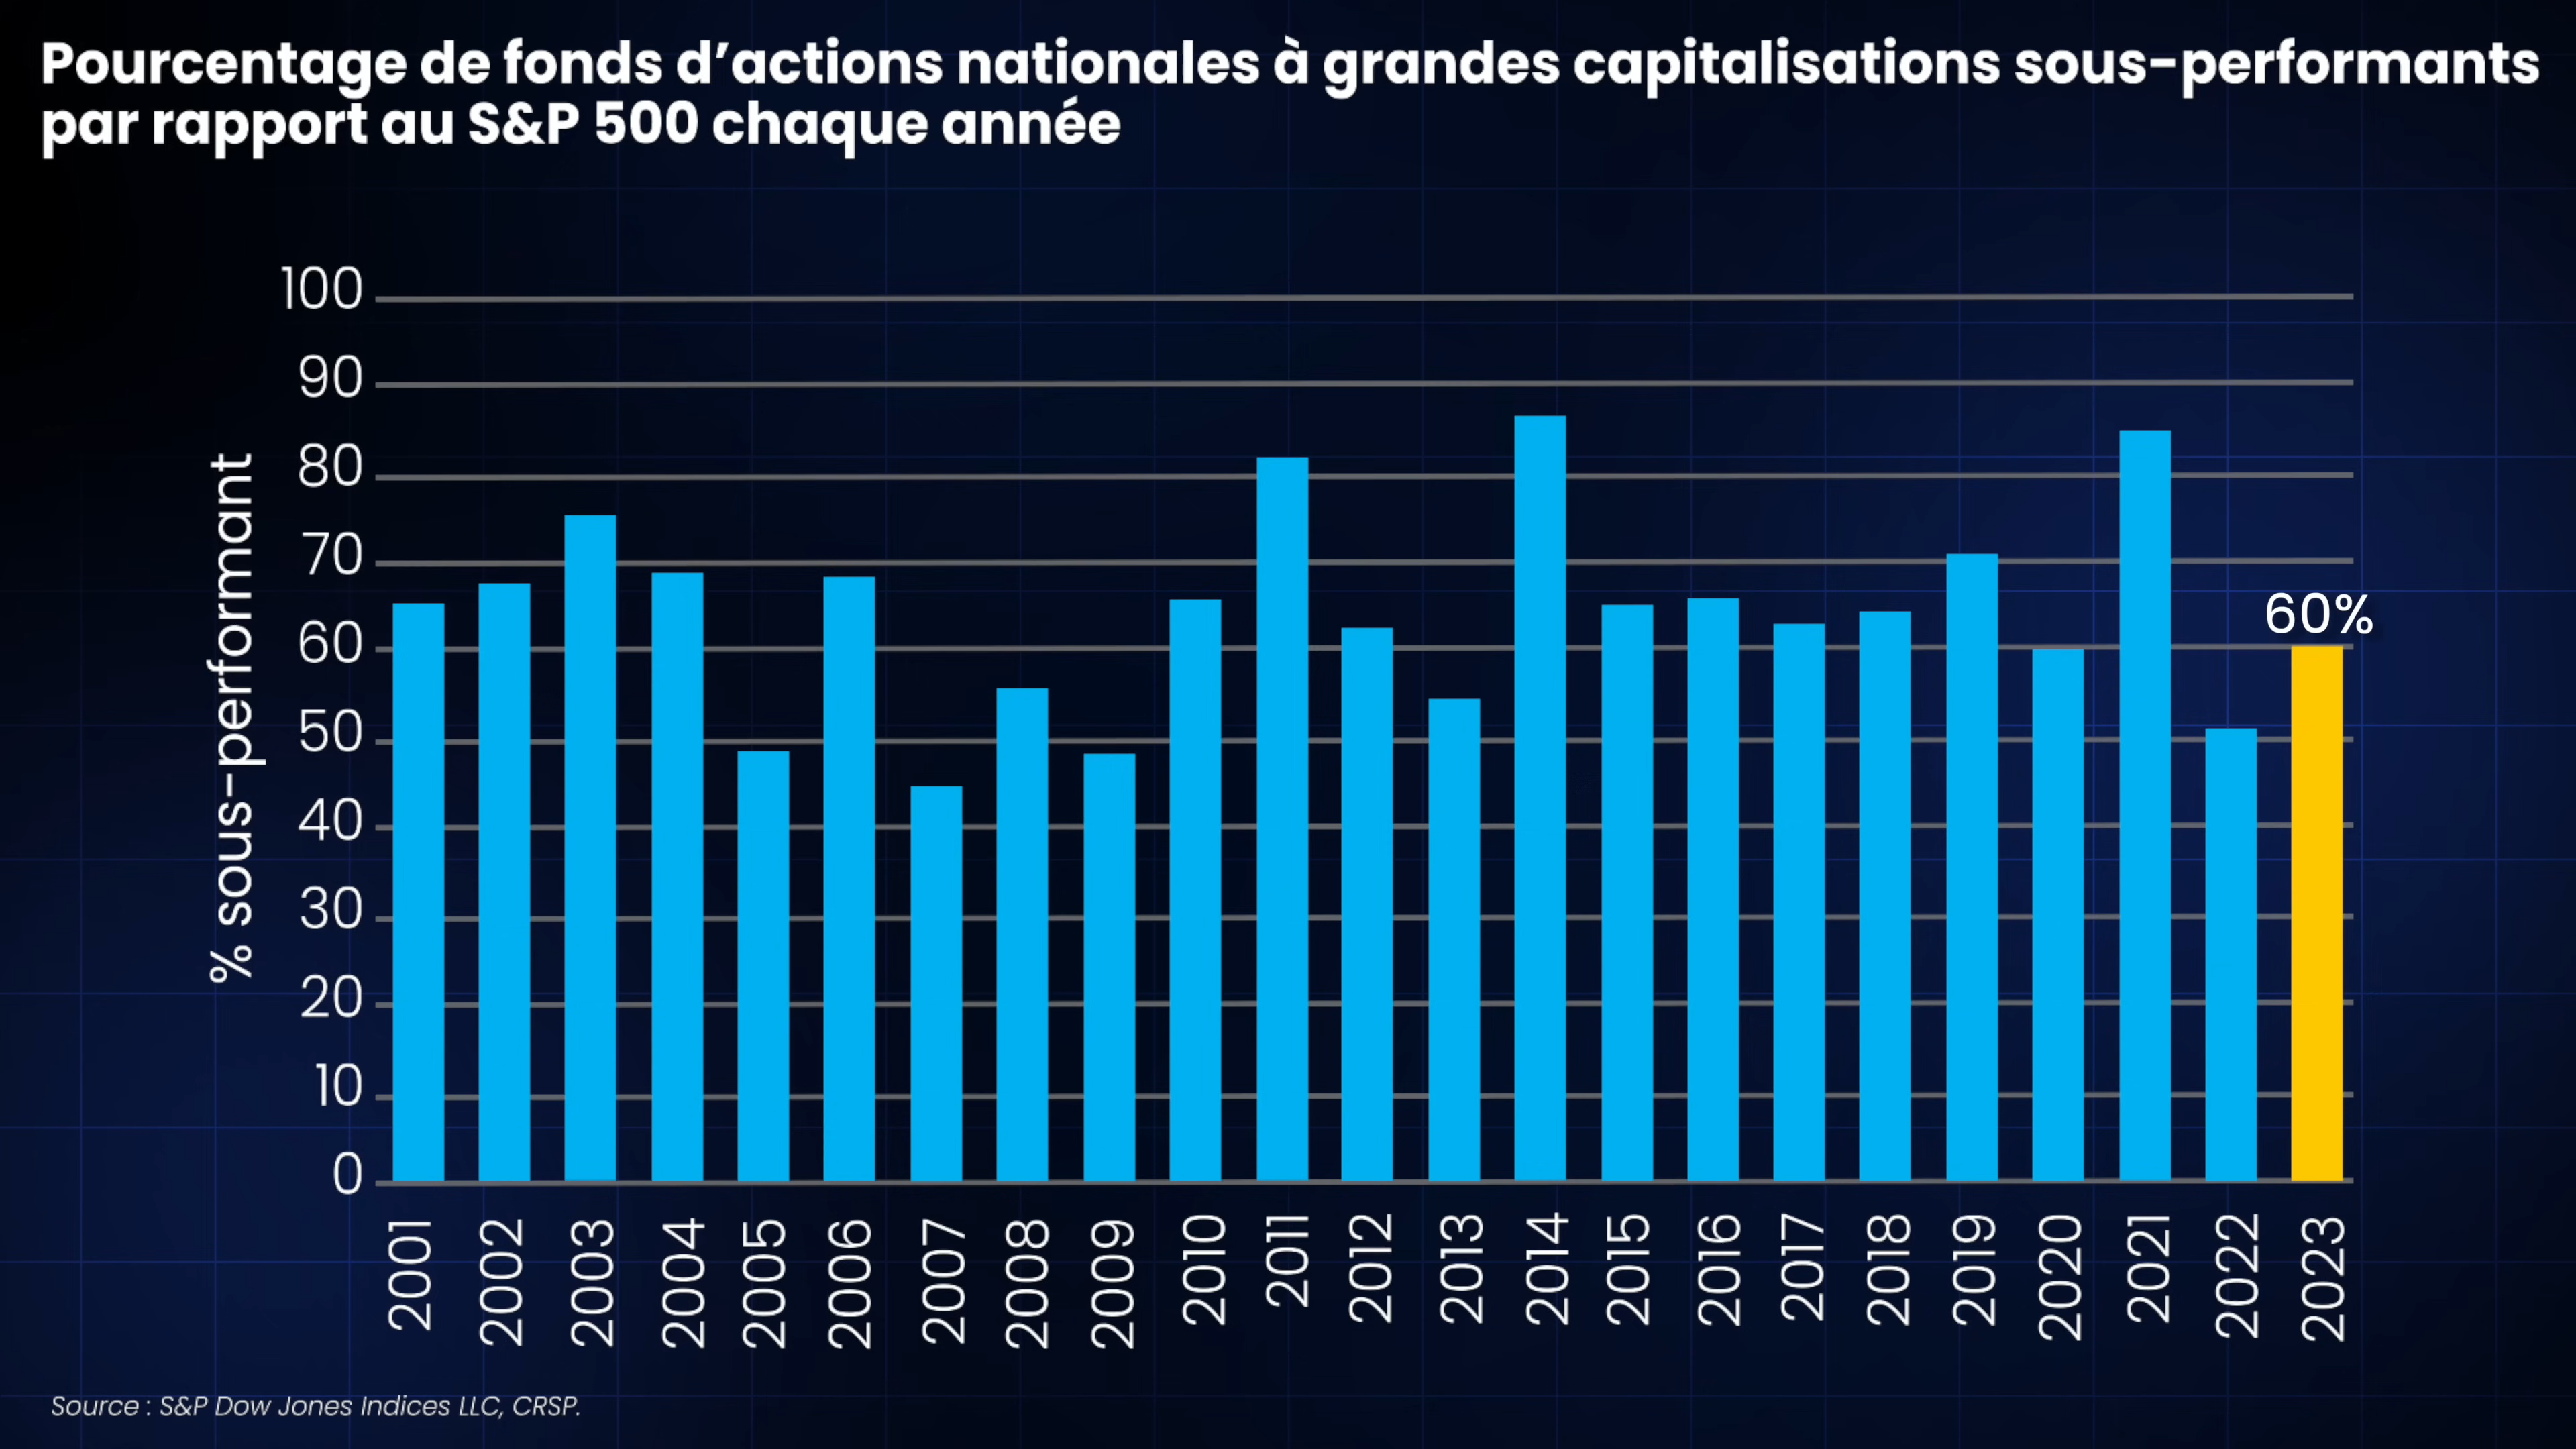 Pourcentage de fonds d’actions nationales à grandes capitalisations sous-performants
par rapport au S&P 500 chaque année
% sous-performant
100
90
80
70
60
50
40
30
20
10
0
60%
2001 2002 2003 2004 2005 2006 2007 2008 2009 2010 2011 2012 2013 2014 2015 2016 2017 2018 2019 2020 2021 2022 2023
Source : S&P Dow Jones Indices LLC, CRSP.